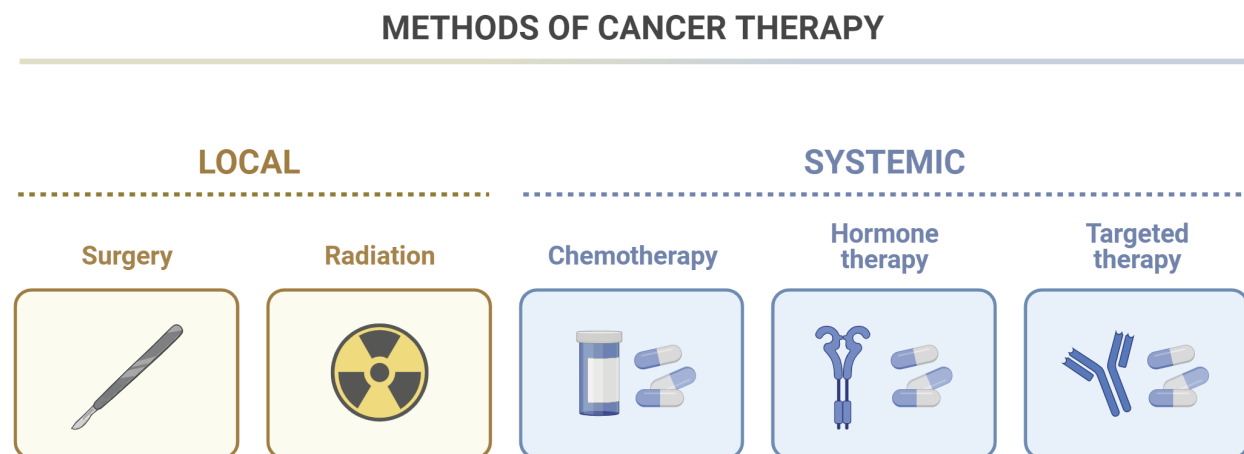 METHODS OF CANCER THERAPY
LOCAL
SYSTEMIC
Surgery
Radiation
Chemotherapy
Hormone
therapy
Targeted
therapy